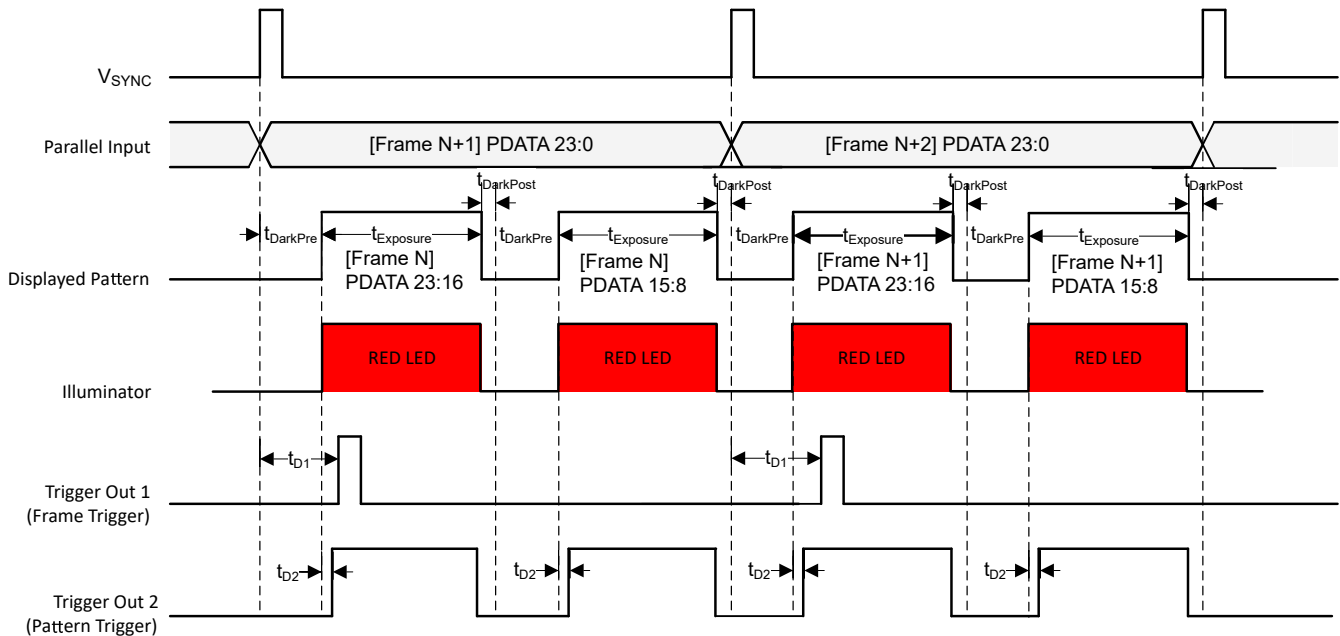 VSYNC
Parallel Input
[Frame N+1] PDATA 23:0
[Frame N+2] PDATA 23:0
tDarkPost
tDarkPost
tDarkPost
tDarkPost
tDarkPre
tExposure
tDarkPre
tExposure
tDarkPre
tExposure
tDarkPre
tExposure
Displayed Pattern
[Frame N]
PDATA 23:16
[Frame N]
PDATA 15:8
[Frame N+1]
PDATA 23:16
[Frame N+1]
PDATA 15:8
Illuminator
RED LED
RED LED
RED LED
RED LED
tD1
tD1
Trigger Out 1
(Frame Trigger)
tD2
tD2
tD2
tD2
Trigger Out 2
(Pattern Trigger)